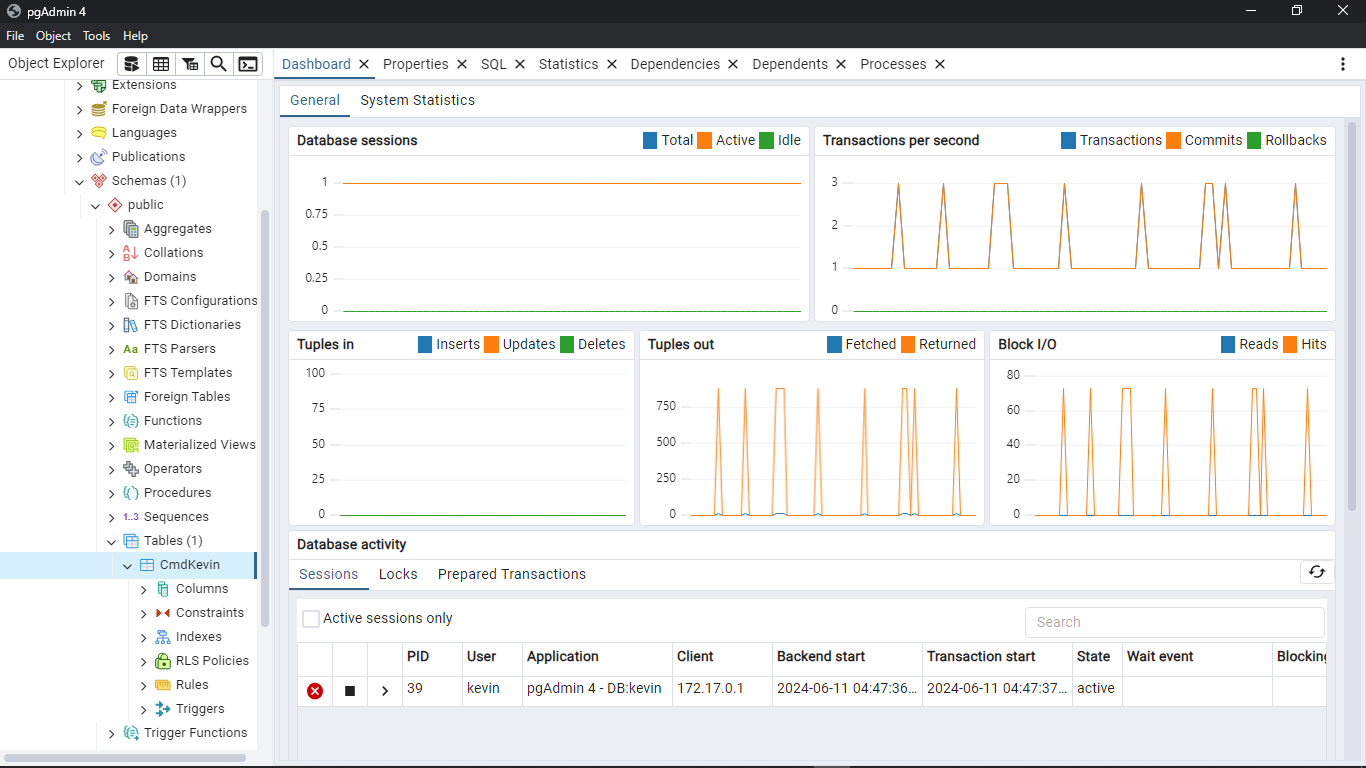 pgAdmin 4
File Object Tools Help
Object Explorer
Dashboard Properties SQL Statistics Dependencies Dependents Processes
Extensions
Foreign Data Wrappers
Languages
Publications
Schemas (1)
public
Aggregates
Collations
Domains
FTS Configurations
FTS Dictionaries
Aa FTS Parsers
FTS Templates
Foreign Tables
Functions
Materialized Views
Operators
Procedures
1..3 Sequences
Tables (1)
CmdKevin
Columns
Constraints
Indexes
RLS Policies
Rules
Triggers
Trigger Functions
General System Statistics
Database sessions Total Active Idle
1
0.75
0.5
0.25
0
Transactions per second Transactions Commits Rollbacks
3
2
1
0
Tuples in Inserts Updates Deletes
100
75
50
25
0
Tuples out Fetched Returned
750
500
250
0
Block I/O Reads Hits
80
60
40
20
0
Database activity
Sessions Locks Prepared Transactions
Active sessions only
Search
PID User Application Client Backend start Transaction start State Wait event Blocking
39 kevin pgAdmin 4 - DB:kevin 172.17.0.1 2024-06-11 04:47:36... 2024-06-11 04:47:37... active